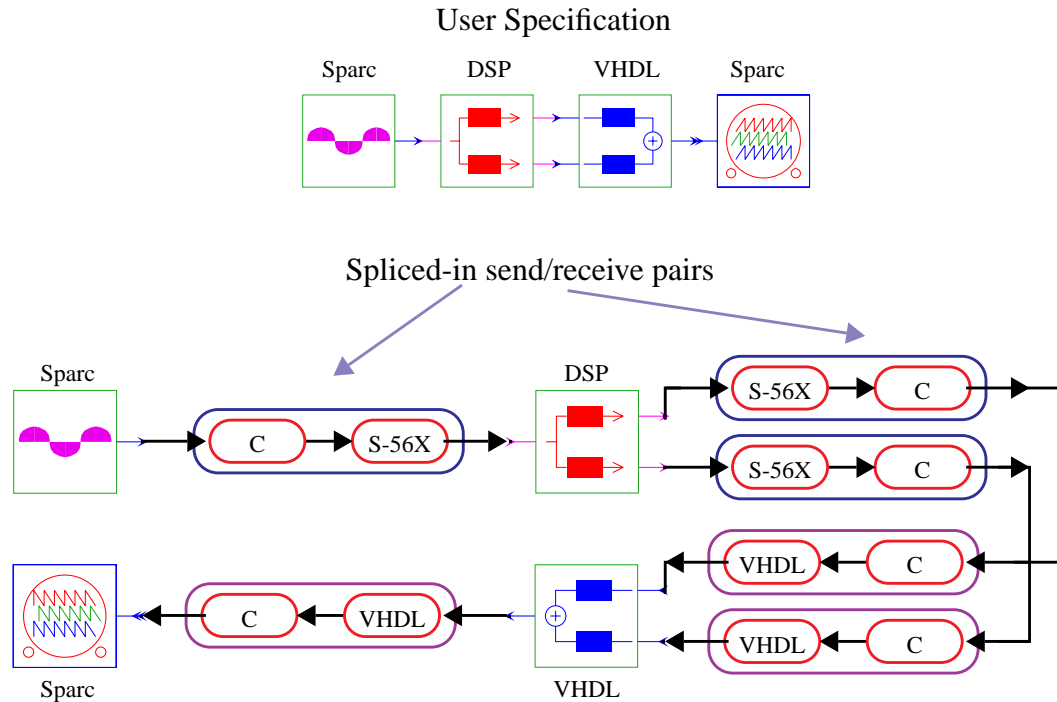 User Specification
Sparc DSP VHDL Sparc
Spliced-in send/receive pairs
Sparc
DSP
S-56X C
C S-56X
S-56X C
VHDL C
C VHDL
VHDL C
Sparc
VHDL